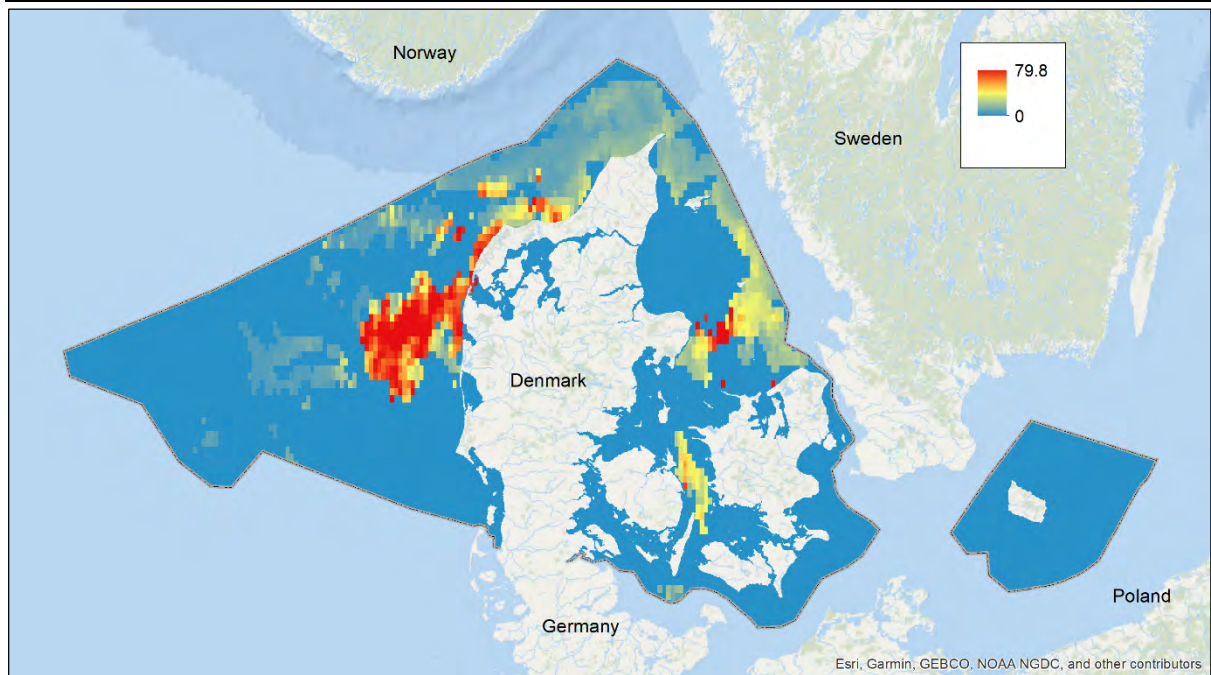 Norway
79.8
0
Sweden
Denmark
Poland
Germany
Esri, Garmin, GEBCO, NOAA NGDC, and other contributors